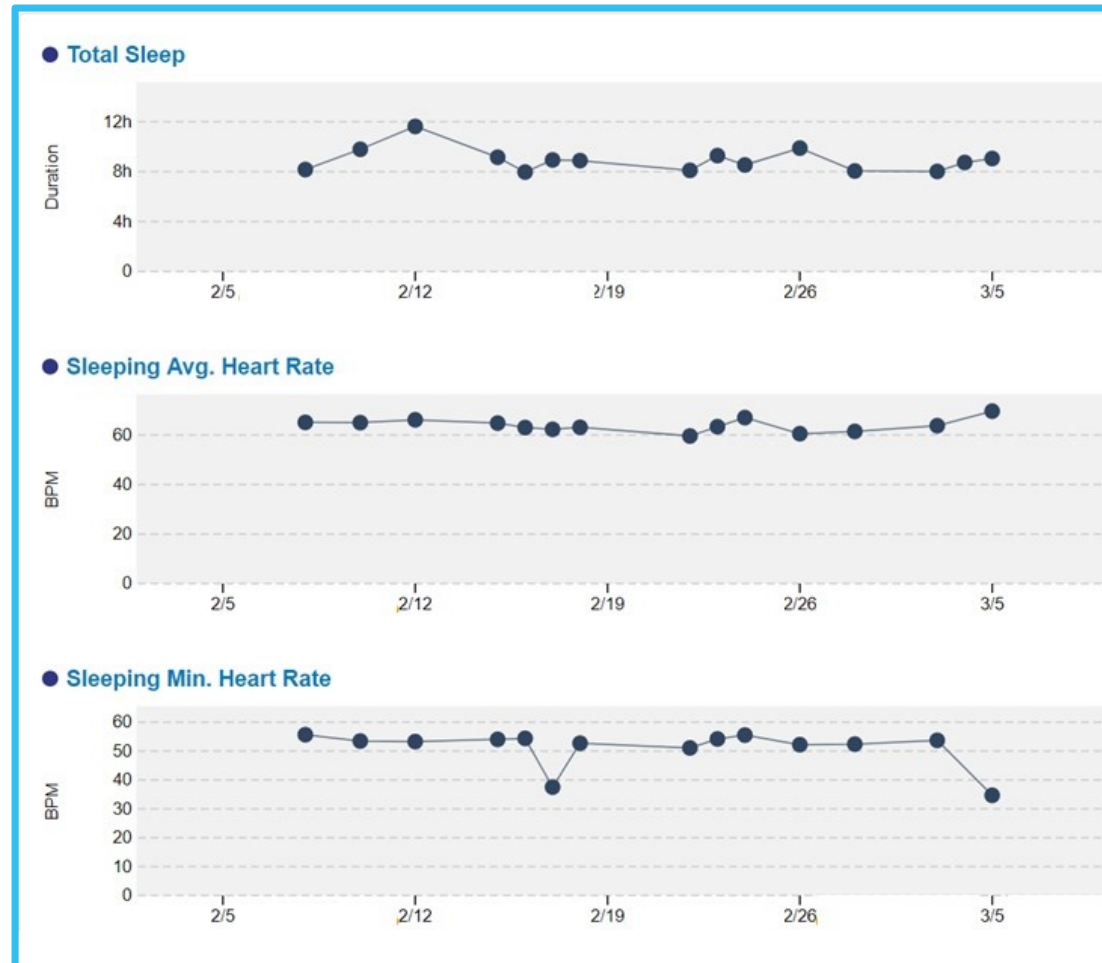 Total Sleep
Duration
12h
8h
4h
0
2/5 2/12 2/19 2/26 3/5
Sleeping Avg. Heart Rate
BPM
60
40
20
0
2/5 2/12 2/19 2/26 3/5
Sleeping Min. Heart Rate
BPM
60
50
40
30
20
10
0
2/5 2/12 2/19 2/26 3/5